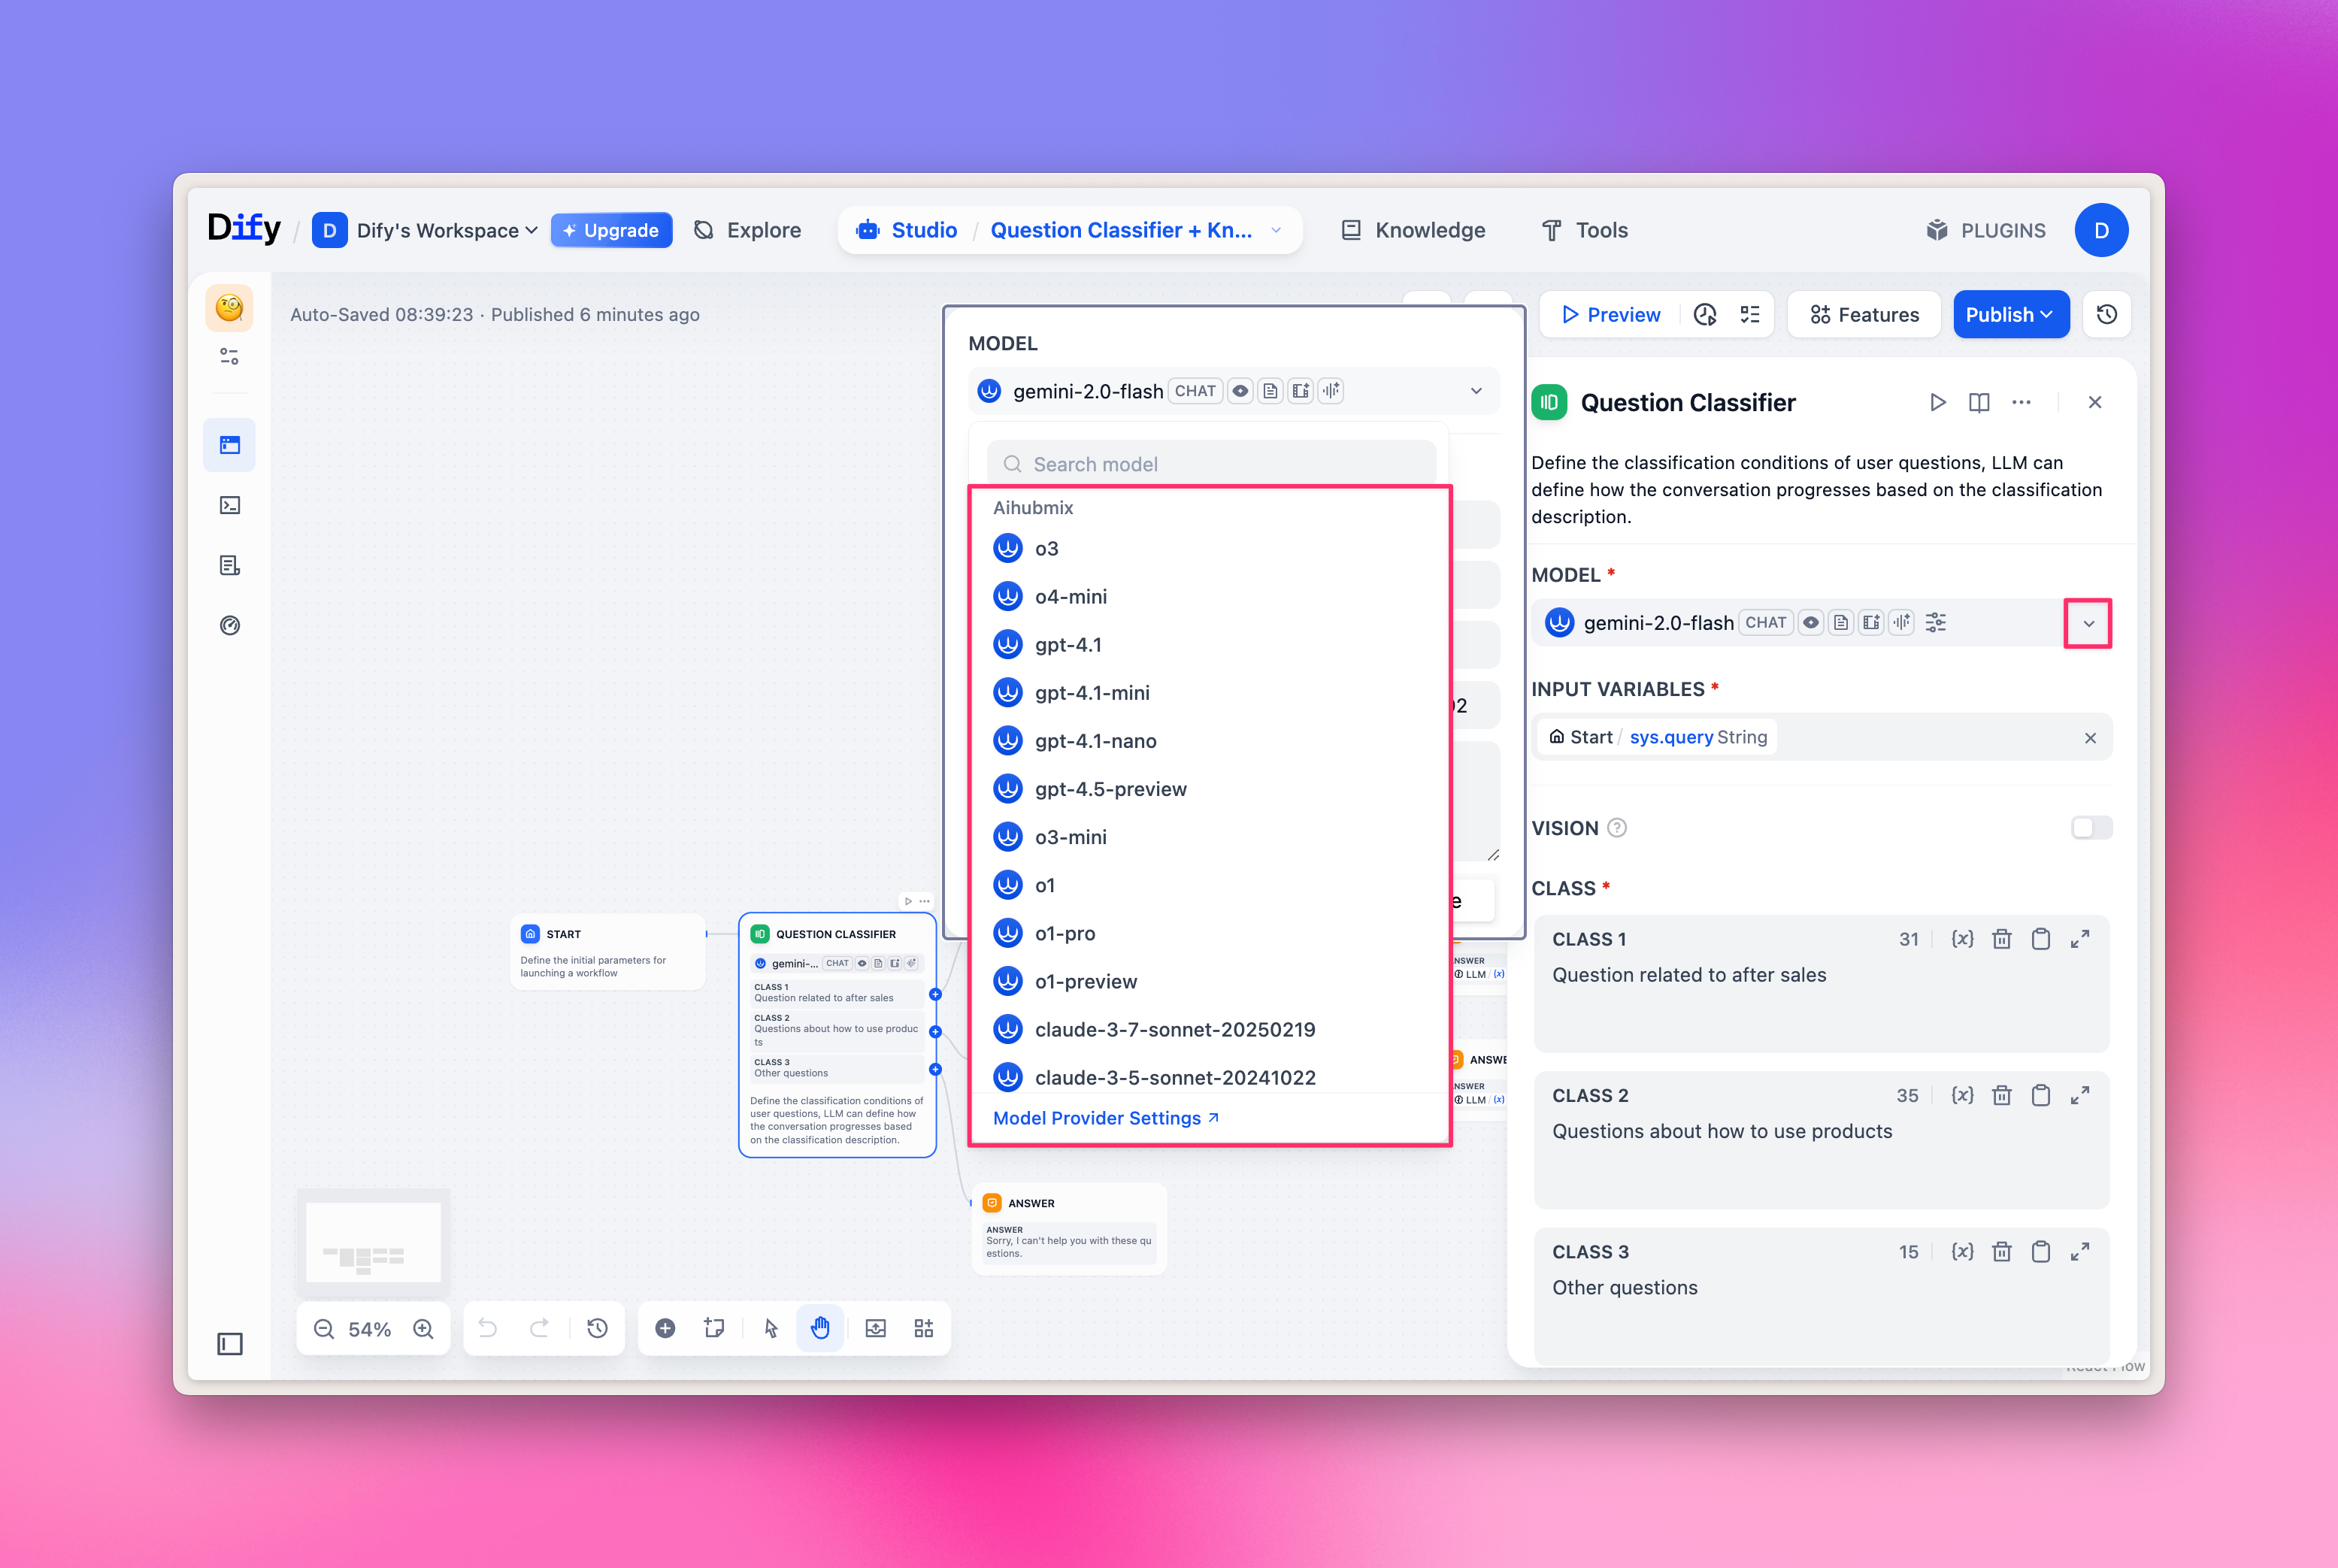 Dify / D Dify's Workspace Upgrade Explore Studio / Question Classifier + Kn... Knowledge Tools PLUGINS D
Auto-Saved 08:39:23 · Published 6 minutes ago
Preview Features Publish
MODEL
gemini-2.0-flash CHAT
Search model
Aihubmix
o3
o4-mini
gpt-4.1
gpt-4.1-mini
gpt-4.1-nano
gpt-4.5-preview
o3-mini
o1
o1-pro
o1-preview
claude-3-7-sonnet-20250219
claude-3-5-sonnet-20241022
Model Provider Settings
Question Classifier
Define the classification conditions of user questions, LLM can
define how the conversation progresses based on the classification
description.
MODEL *
gemini-2.0-flash CHAT
INPUT VARIABLES *
Start / sys.query String
VISION
CLASS *
CLASS 1 31 {x}
Question related to after sales
CLASS 2 35 {x}
Questions about how to use products
CLASS 3 15 {x}
Other questions
START
Define the initial parameters for
launching a workflow
QUESTION CLASSIFIER
gemini-... CHAT
CLASS 1
Question related to after sales
CLASS 2
Questions about how to use produc
ts
CLASS 3
Other questions
Define the classification conditions of
user questions, LLM can define how
the conversation progresses based
on the classification description.
LLM / {x}
LLM / {x}
ANSWER
ANSWER
Sorry, I can't help you with these qu
estions.
54%
React Flow